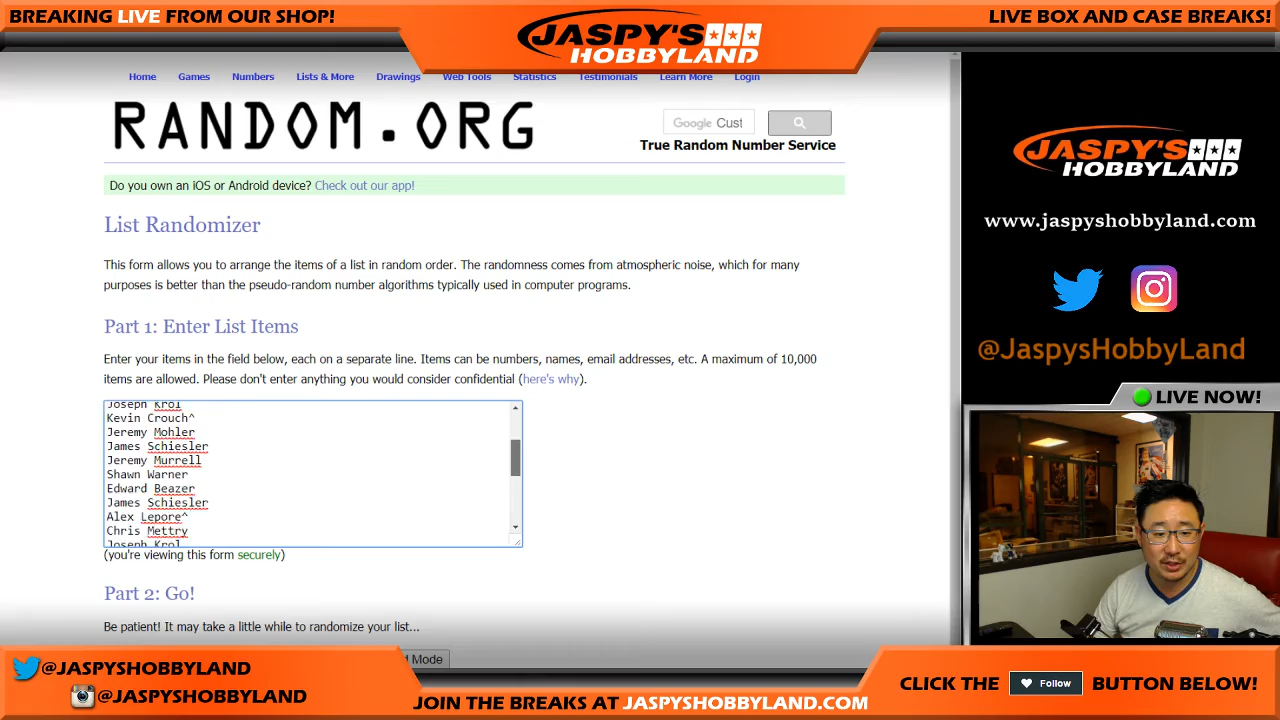 BREAKING LIVE FROM OUR SHOP!
JASPY'S
HOBBYLAND
LIVE BOX AND CASE BREAKS!
Home Games Numbers Lists & More Drawings Web Tools Statistics Testimonials Learn More Login
RANDOM.ORG
Google Cust
True Random Number Service
Do you own an iOS or Android device? Check out our app!
List Randomizer
This form allows you to arrange the items of a list in random order. The randomness comes from atmospheric noise, which for many
purposes is better than the pseudo-random number algorithms typically used in computer programs.
Part 1: Enter List Items
Enter your items in the field below, each on a separate line. Items can be numbers, names, email addresses, etc. A maximum of 10,000
items are allowed. Please don't enter anything you would consider confidential (here's why).
Joseph Krol
Kevin Crouch^
Jeremy Mohler
James Schiesler
Jeremy Murrell
Shawn Warner
Edward Beazer
James Schiesler
Alex Lepore^
Chris Mettry
Joseph Krol
(you're viewing this form securely)
Part 2: Go!
Be patient! It may take a little while to randomize your list...
d Mode
JASPY'S
HOBBYLAND
www.jaspyshobbyland.com
@JaspysHobbyLand
LIVE NOW!
@JASPYSHOBBYLAND
@JASPYSHOBBYLAND
JOIN THE BREAKS AT JASPYSHOBBYLAND.COM
CLICK THE Follow BUTTON BELOW!